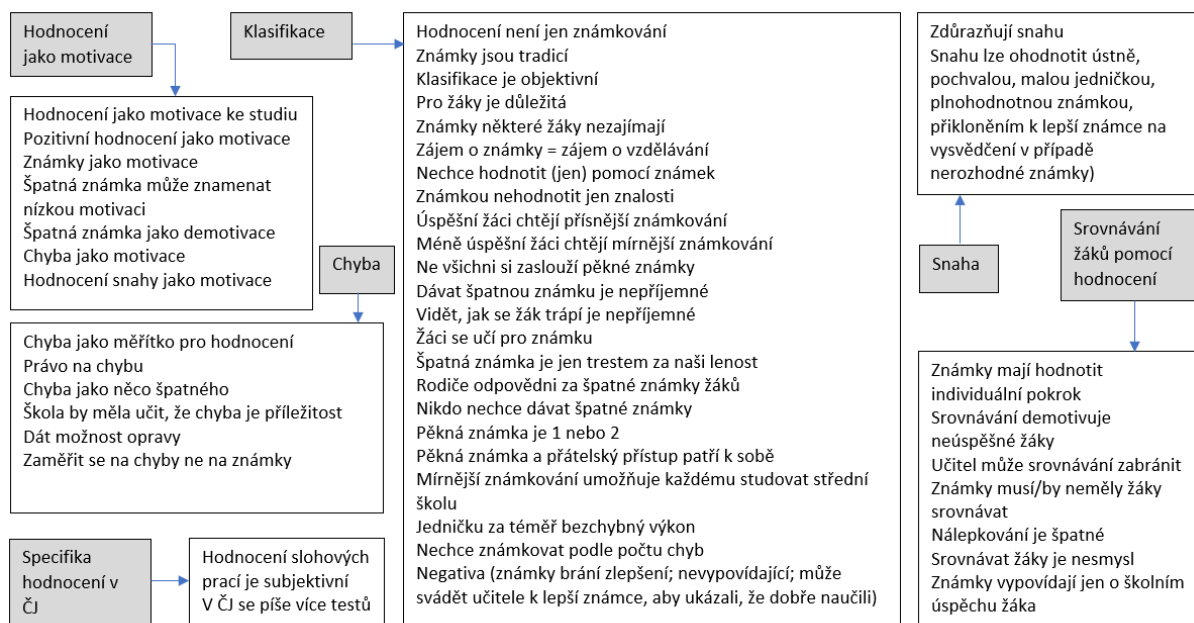 Hodnocení
jako motivace
Hodnocení jako motivace ke studiu
Pozitivní hodnocení jako motivace
Známky jako motivace
Špatná známka může znamenat
nízkou motivaci
Špatná známka jako demotivace
Chyba jako motivace
Hodnocení snahy jako motivace
Chyba
Chyba jako měřítko pro hodnocení
Právo na chybu
Chyba jako něco špatného
Škola by měla učit, že chyba je příležitost
Dát možnost opravy
Zaměřit se na chyby ne na známky
Specifika
hodnocení v
ČJ
Hodnocení slohových
prací je subjektivní
V ČJ se píše více testů
Klasifikace
Hodnocení není jen známkování
Známky jsou tradicí
Klasifikace je objektivní
Pro žáky je důležitá
Známky některé žáky nezajímají
Zájem o známky = zájem o vzdělávání
Nechce hodnotit (jen) pomocí známek
Známkou nehodnotit jen znalosti
Úspěšní žáci chtějí přísnější známkování
Méně úspěšní žáci chtějí mírnější známkování
Ne všichni si zaslouží pěkné známky
Dávat špatnou známku je nepříjemné
Vidět, jak se žák trápí je nepříjemné
Žáci se učí pro známku
Špatná známka je jen trestem za naši lenost
Rodiče odpovědni za špatné známky žáků
Nikdo nechce dávat špatné známky
Pěkná známka je 1 nebo 2
Pěkná známka a přátelský přístup patří k sobě
Mírnější známkování umožňuje každému studovat střední
školu
Jedničku za téměř bezchybný výkon
Nechce známkovat podle počtu chyb
Negativa (známky brání zlepšení; nevypovídající; může
svádět učitele k lepší známce, aby ukázali, že dobře naučili)
Zdůrazňují snahu
Snahu lze ohodnotit ústně,
pochvalou, malou jedničkou,
plnohodnotnou známkou,
přikloněním k lepší známce na
vysvědčení v případě
nerozhodné známky)
Snaha
Srovnávání
žáků pomocí
hodnocení
Známky mají hodnotit
individuální pokrok
Srovnávání demotivuje
neúspěšné žáky
Učitel může srovnávání zabránit
Známky musí/by neměly žáky
srovnávat
Nálepkování je špatné
Srovnávat žáky je nesmysl
Známky vypovídají jen o školním
úspěchu žáka